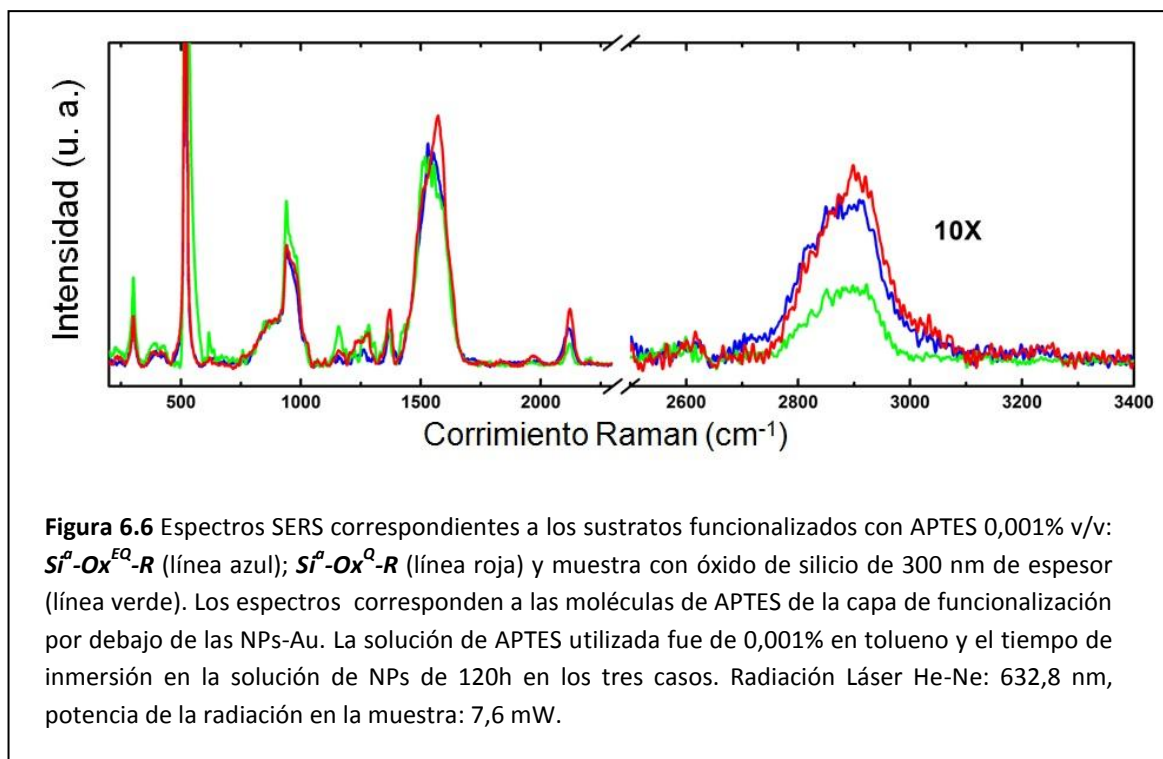 Intensidad (u. a.)
10X
500 1000 1500 2000 2600 2800 3000 3200 3400
Corrimiento Raman (cm⁻¹)
Figura 6.6 Espectros SERS correspondientes a los sustratos funcionalizados con APTES 0,001% v/v:
Siᵅ-Ox^EQ-R (línea azul); Siᵅ-Ox^Q-R (línea roja) y muestra con óxido de silicio de 300 nm de espesor
(línea verde). Los espectros corresponden a las moléculas de APTES de la capa de funcionalización
por debajo de las NPs-Au. La solución de APTES utilizada fue de 0,001% en tolueno y el tiempo de
inmersión en la solución de NPs de 120h en los tres casos. Radiación Láser He-Ne: 632,8 nm,
potencia de la radiación en la muestra: 7,6 mW.